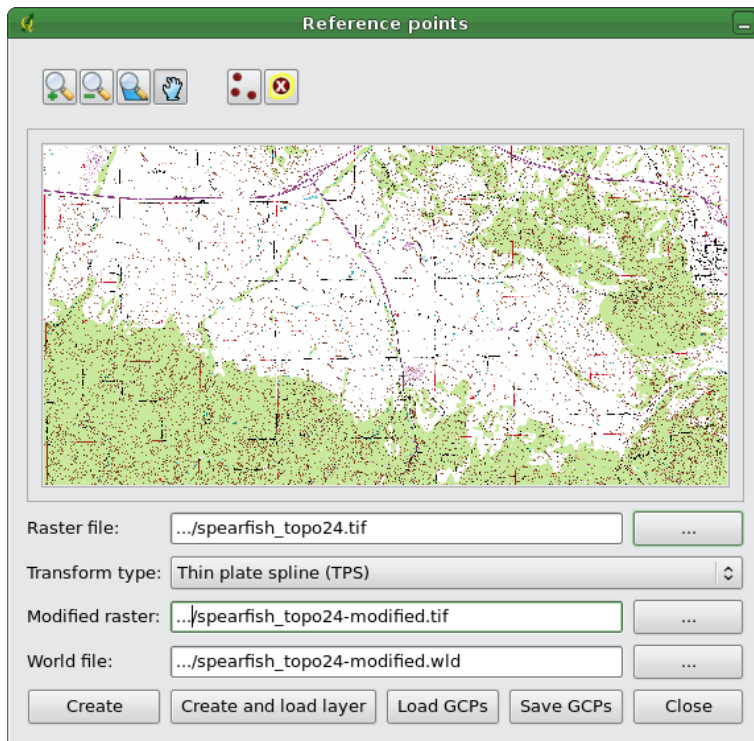 Reference points
Raster file: .../spearfish_topo24.tif ...
Transform type: Thin plate spline (TPS)
Modified raster: .../spearfish_topo24-modified.tif ...
World file: .../spearfish_topo24-modified.wld ...
Create Create and load layer Load GCPs Save GCPs Close